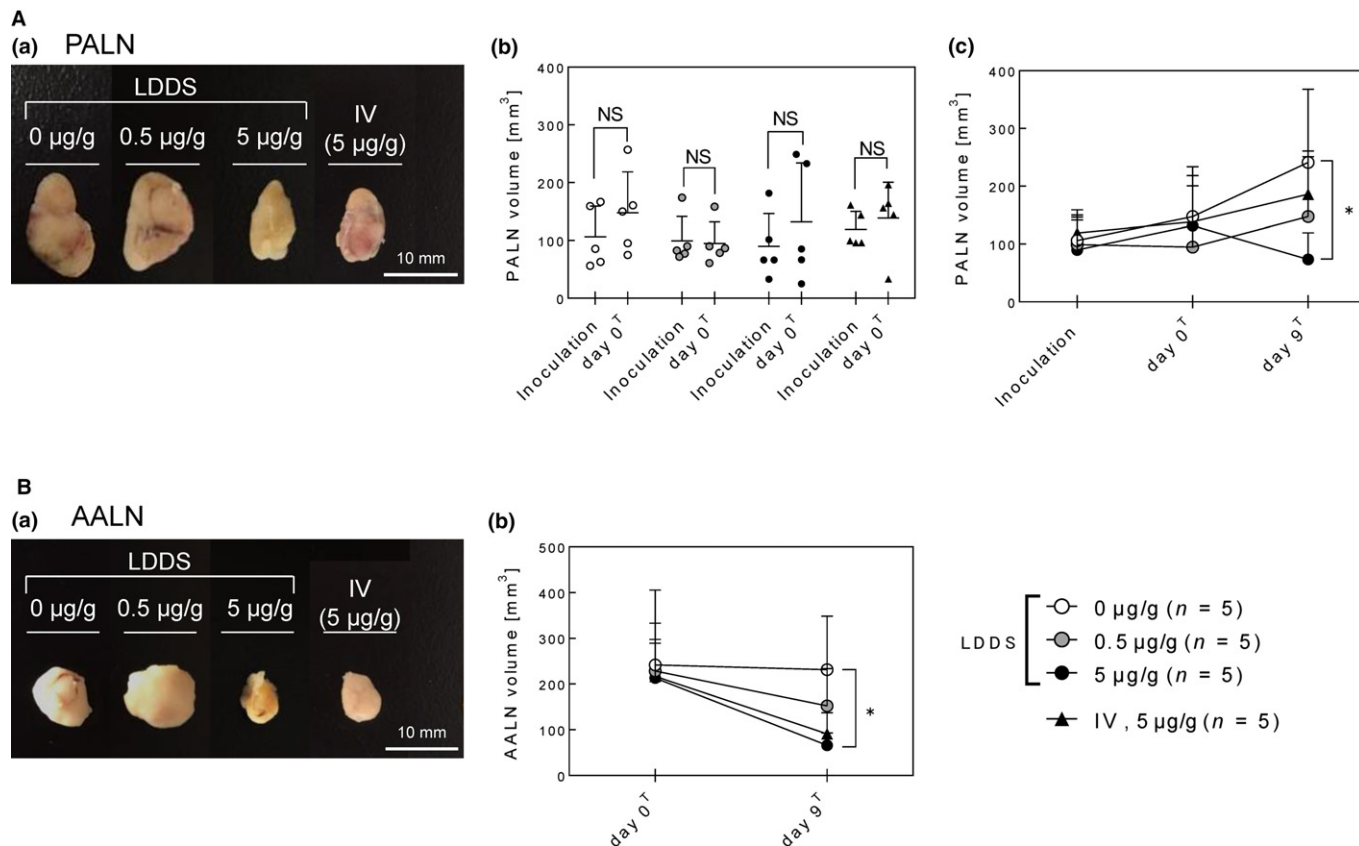 A
(a) PALN
LDDS
0 µg/g 0.5 µg/g 5 µg/g IV
(5 µg/g)
10 mm
(b)
PALN volume [mm³]
400
300
200
100
0
NS NS NS NS
Inoculation day 0ᵀ Inoculation day 0ᵀ Inoculation day 0ᵀ Inoculation day 0ᵀ
(c)
PALN volume [mm³]
400
300
200
100
0
*
Inoculation day 0ᵀ day 9ᵀ
B
(a) AALN
LDDS
0 µg/g 0.5 µg/g 5 µg/g IV
(5 µg/g)
10 mm
(b)
AALN volume [mm³]
500
400
300
200
100
0
*
day 0ᵀ day 9ᵀ
LDDS
0 µg/g (n = 5)
0.5 µg/g (n = 5)
5 µg/g (n = 5)
IV , 5 µg/g (n = 5)